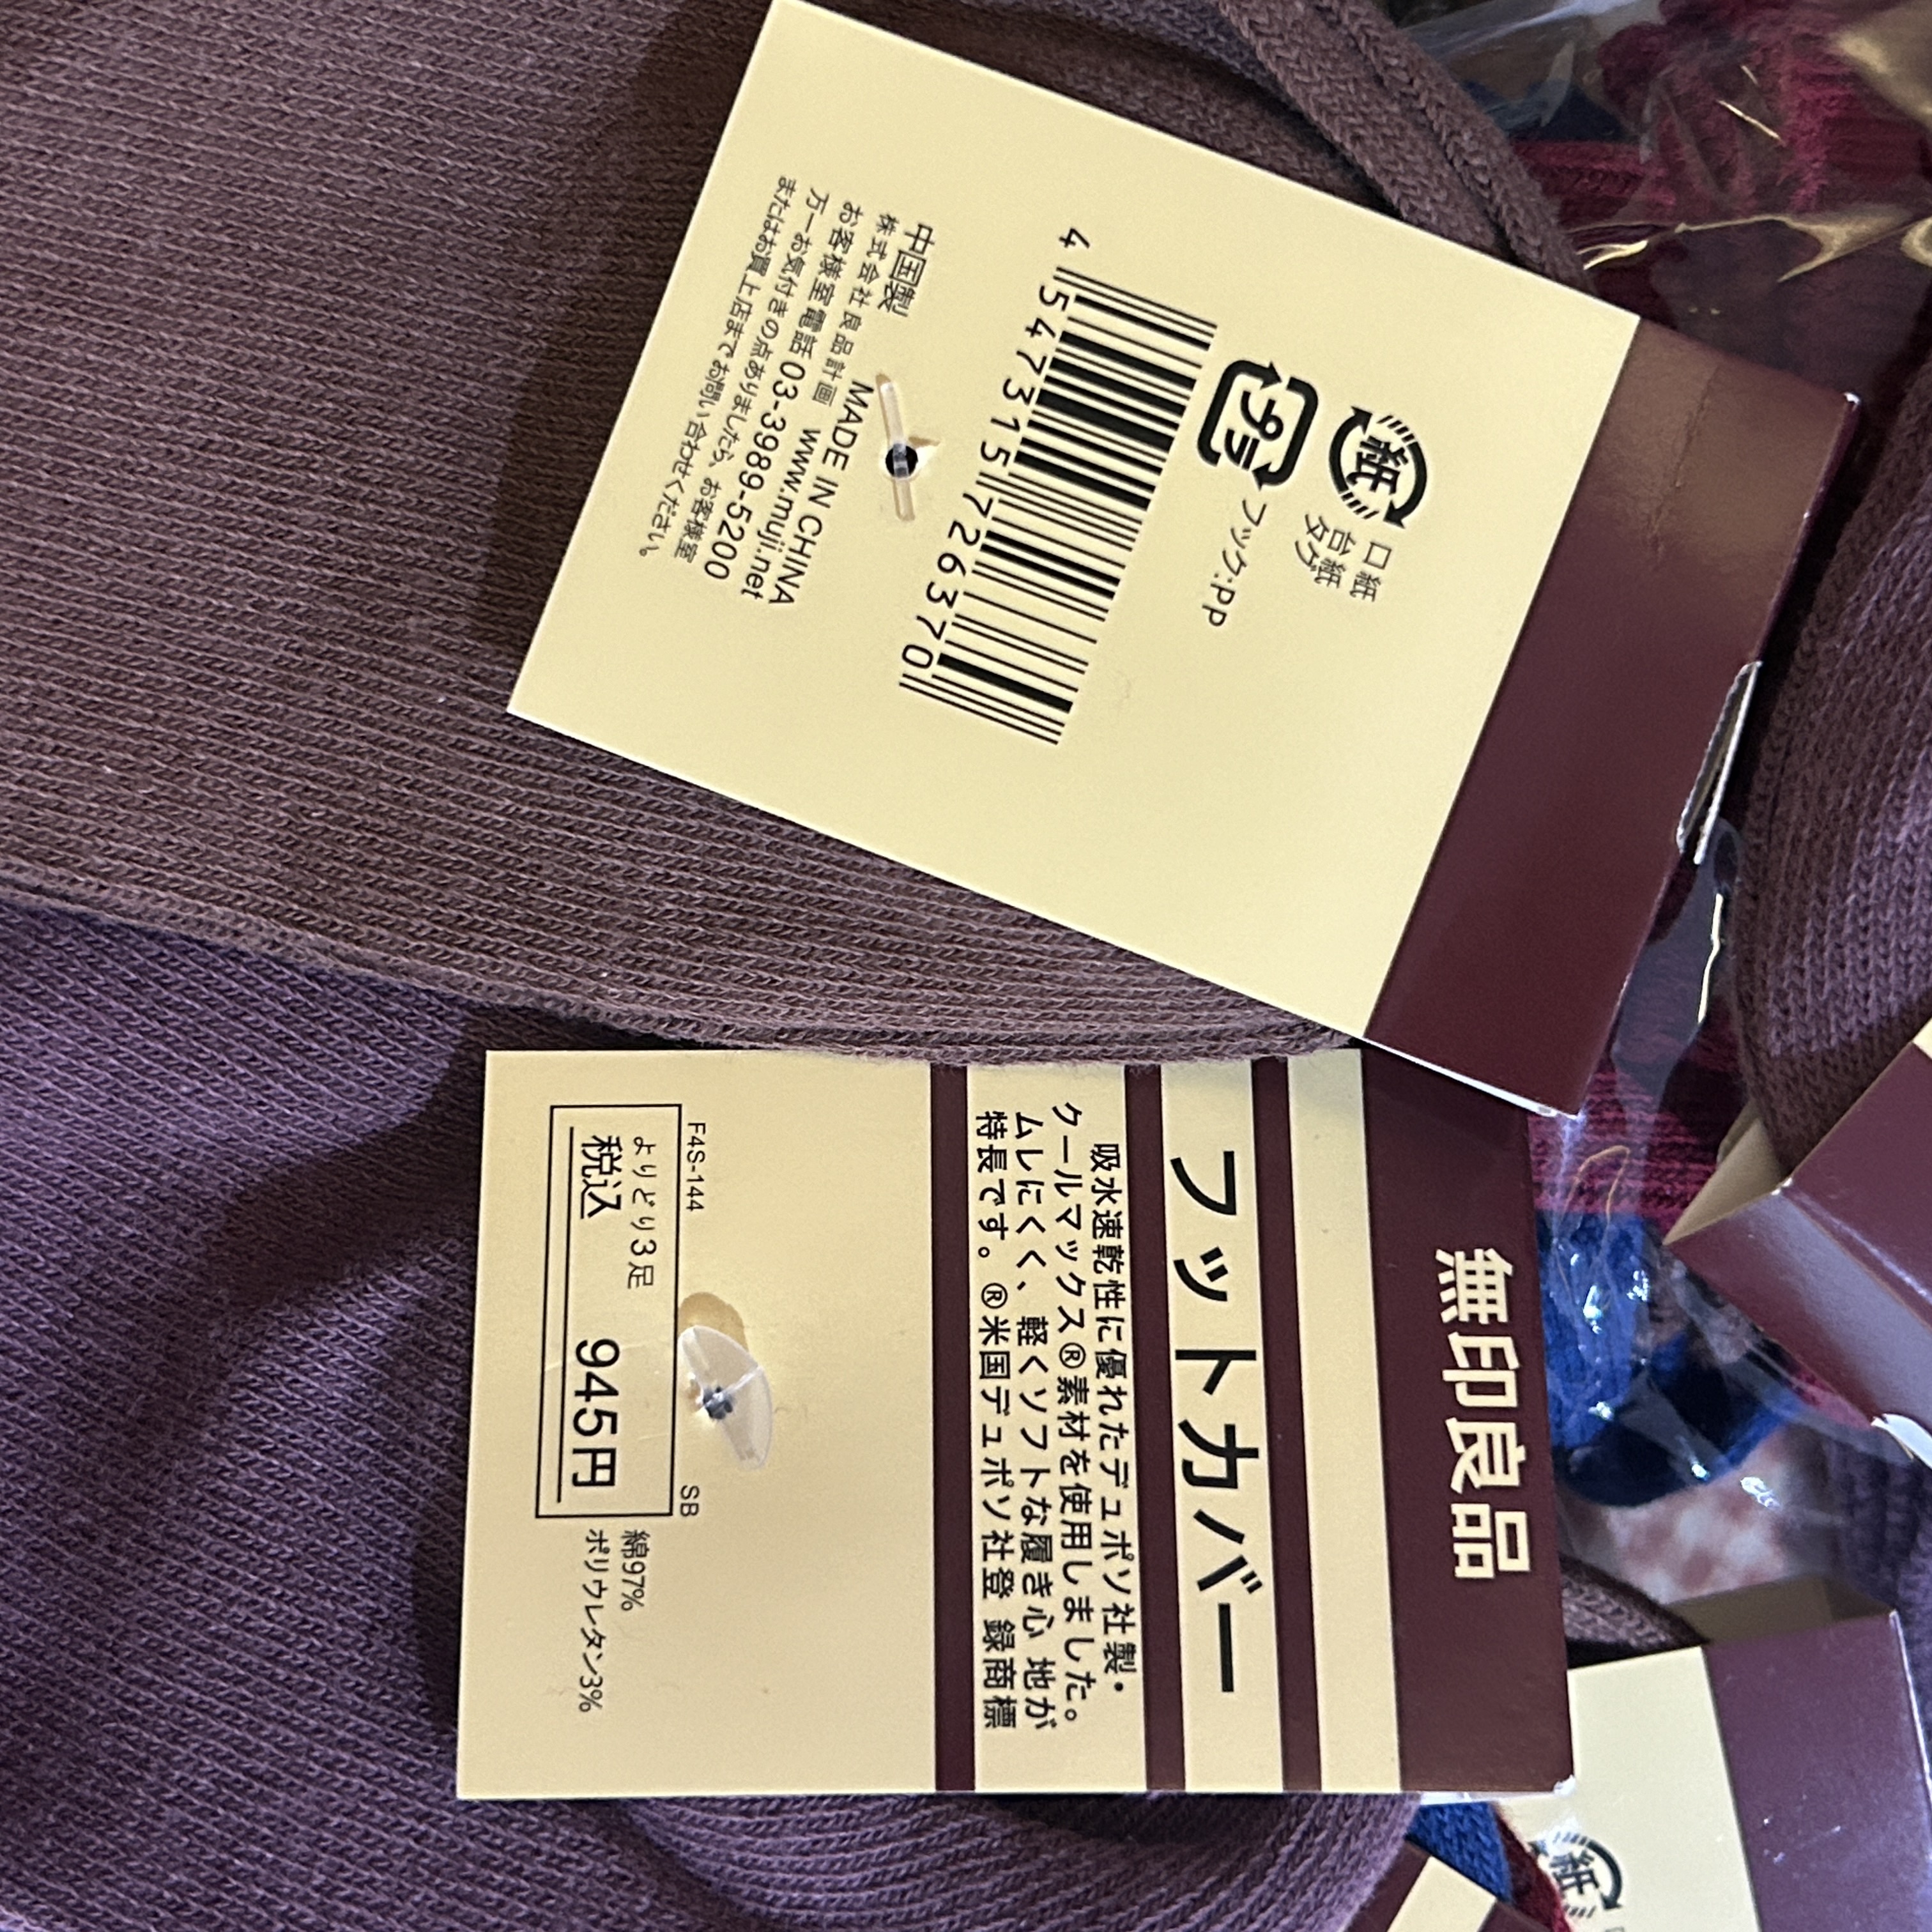 口紙
台紙
タグ
紙
プラ
フック:PP
4 547315 726370
中国製 MADE IN CHINA
株式会社良品計画 www.muji.net
お客様室電話 03-3989-5200
万一お気付きの点ありましたら、お客様室
またはお買上店までお問い合わせください。
無印良品
フットカバー
吸水速乾性に優れたデュポソ社製・
クールマックス®素材を使用しました。
ムレにくく、軽くソフトな履き心 地が
特長です。®米国デュポソ社登 録商標
F4S-144 SB
よりどり3足
税込 945円
綿97%
ポリウレタン3%
紙